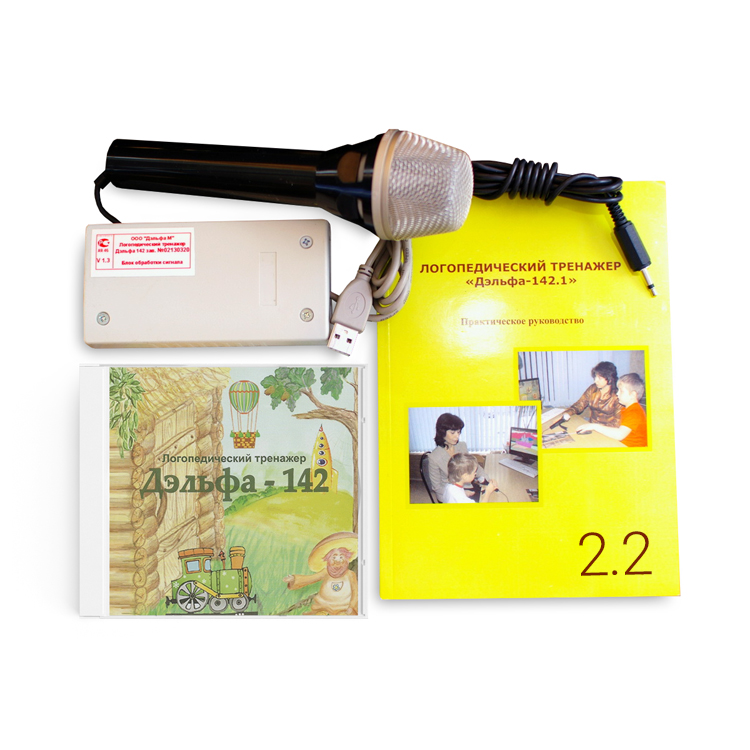 ООО "Дэльфа М"
Логопедический тренажер
Дэльфа 142 зав. №02130320
V 1.3
Блок обработки сигнала
ЛОГОПЕДИЧЕСКИЙ ТРЕНАЖЕР
«Дэльфа-142.1»
Практическое руководство
Логопедический тренажер
Дэльфа - 142
2.2